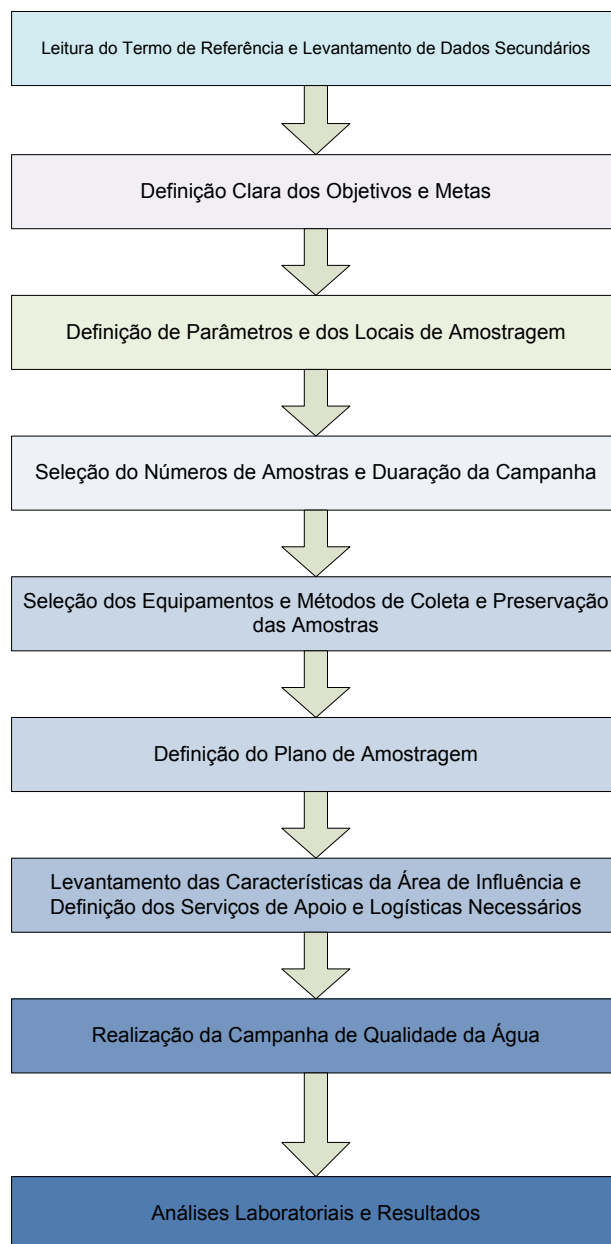 Leitura do Termo de Referência e Levantamento de Dados Secundários
Definição Clara dos Objetivos e Metas
Definição de Parâmetros e dos Locais de Amostragem
Seleção do Números de Amostras e Duaração da Campanha
Seleção dos Equipamentos e Métodos de Coleta e Preservação
das Amostras
Definição do Plano de Amostragem
Levantamento das Características da Área de Influência e
Definição dos Serviços de Apoio e Logísticas Necessários
Realização da Campanha de Qualidade da Água
Análises Laboratoriais e Resultados